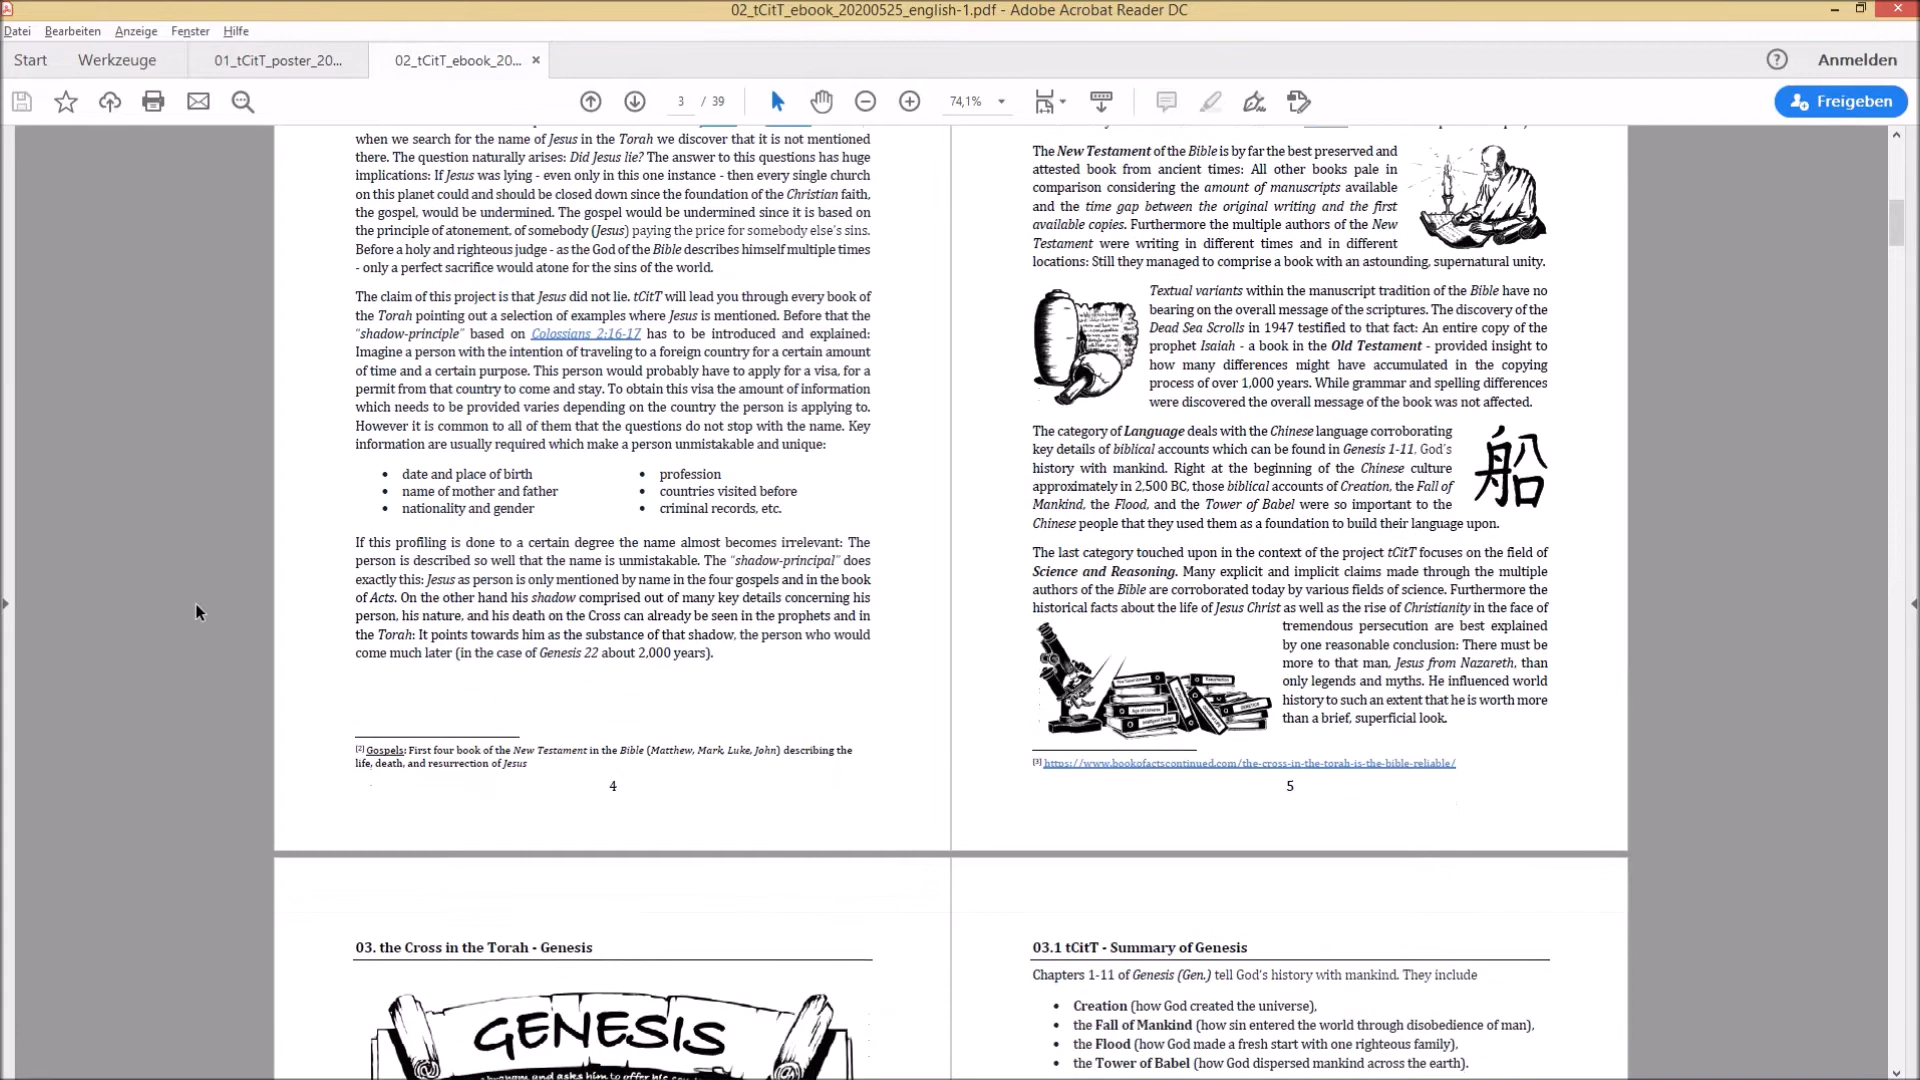 02_tCitT_ebook_20200525_english-1.pdf - Adobe Acrobat Reader DC
Datei Bearbeiten Anzeige Fenster Hilfe
Start Werkzeuge 01_tCitT_poster_20... 02_tCitT_ebook_20... Anmelden
3 / 39 74,1% Freigeben
when we search for the name of Jesus in the Torah we discover that it is not mentioned
there. The question naturally arises: Did Jesus lie? The answer to this questions has huge
implications: If Jesus was lying - even only in this one instance - then every single church
on this planet could and should be closed down since the foundation of the Christian faith,
the gospel, would be undermined. The gospel would be undermined since it is based on
the principle of atonement, of somebody (Jesus) paying the price for somebody else's sins.
Before a holy and righteous judge - as the God of the Bible describes himself multiple times
- only a perfect sacrifice would atone for the sins of the world.
The claim of this project is that Jesus did not lie. tCitT will lead you through every book of
the Torah pointing out a selection of examples where Jesus is mentioned. Before that the
"shadow-principle" based on Colossians 2:16-17 has to be introduced and explained:
Imagine a person with the intention of traveling to a foreign country for a certain amount
of time and a certain purpose. This person would probably have to apply for a visa, for a
permit from that country to come and stay. To obtain this visa the amount of information
which needs to be provided varies depending on the country the person is applying to.
However it is common to all of them that the questions do not stop with the name. Key
information are usually required which make a person unmistakable and unique:
• date and place of birth
• name of mother and father
• nationality and gender
• profession
• countries visited before
• criminal records, etc.
If this profiling is done to a certain degree the name almost becomes irrelevant: The
person is described so well that the name is unmistakable. The "shadow-principal" does
exactly this: Jesus as person is only mentioned by name in the four gospels and in the book
of Acts. On the other hand his shadow comprised out of many key details concerning his
person, his nature, and his death on the Cross can already be seen in the prophets and in
the Torah: It points towards him as the substance of that shadow, the person who would
come much later (in the case of Genesis 22 about 2,000 years).
[2] Gospels: First four book of the New Testament in the Bible (Matthew, Mark, Luke, John) describing the
life, death, and resurrection of Jesus
4
The New Testament of the Bible is by far the best preserved and
attested book from ancient times: All other books pale in
comparison considering the amount of manuscripts available
and the time gap between the original writing and the first
available copies. Furthermore the multiple authors of the New
Testament were writing in different times and in different
locations: Still they managed to comprise a book with an astounding, supernatural unity.
Textual variants within the manuscript tradition of the Bible have no
bearing on the overall message of the scriptures. The discovery of the
Dead Sea Scrolls in 1947 testified to that fact: An entire copy of the
prophet Isaiah - a book in the Old Testament - provided insight to
how many differences might have accumulated in the copying
process of over 1,000 years. While grammar and spelling differences
were discovered the overall message of the book was not affected.
The category of Language deals with the Chinese language corroborating
key details of biblical accounts which can be found in Genesis 1-11, God's
history with mankind. Right at the beginning of the Chinese culture
approximately in 2,500 BC, those biblical accounts of Creation, the Fall of
Mankind, the Flood, and the Tower of Babel were so important to the
Chinese people that they used them as a foundation to build their language upon.
船
The last category touched upon in the context of the project tCitT focuses on the field of
Science and Reasoning. Many explicit and implicit claims made through the multiple
authors of the Bible are corroborated today by various fields of science. Furthermore the
historical facts about the life of Jesus Christ as well as the rise of Christianity in the face of
tremendous persecution are best explained
by one reasonable conclusion: There must be
more to that man, Jesus from Nazareth, than
only legends and myths. He influenced world
history to such an extent that he is worth more
than a brief, superficial look.
[3] https://www.bookofactscontinued.com/the-cross-in-the-torah-is-the-bible-reliable/
5
03. the Cross in the Torah - Genesis
GENESIS
03.1 tCitT - Summary of Genesis
Chapters 1-11 of Genesis (Gen.) tell God's history with mankind. They include
• Creation (how God created the universe),
• the Fall of Mankind (how sin entered the world through disobedience of man),
• the Flood (how God made a fresh start with one righteous family),
• the Tower of Babel (how God dispersed mankind across the earth).